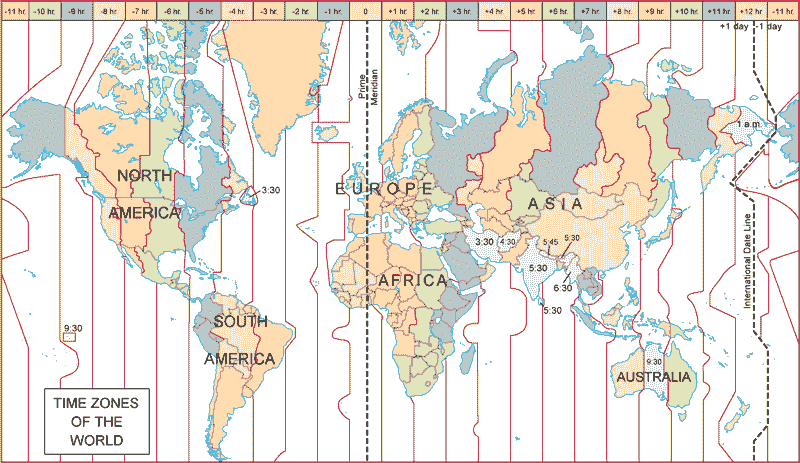 -11 hr. -10 hr. -9 hr. -8 hr. -7 hr. -6 hr. -5 hr. -4 hr. -3 hr. -2 hr. -1 hr. 0 +1 hr. +2 hr. +3 hr. +4 hr. +5 hr. +6 hr. +7 hr. +8 hr. +9 hr. +10 hr. +11 hr. +12 hr. -11 hr.
+1 day -1 day
Prime
Meridian
1 a.m.
NORTH
AMERICA
3:30
EUROPE
ASIA
3:30
4:30
5:45
5:30
5:30
6:30
5:30
AFRICA
International Date Line
9:30
SOUTH
AMERICA
9:30
AUSTRALIA
TIME ZONES
OF THE
WORLD